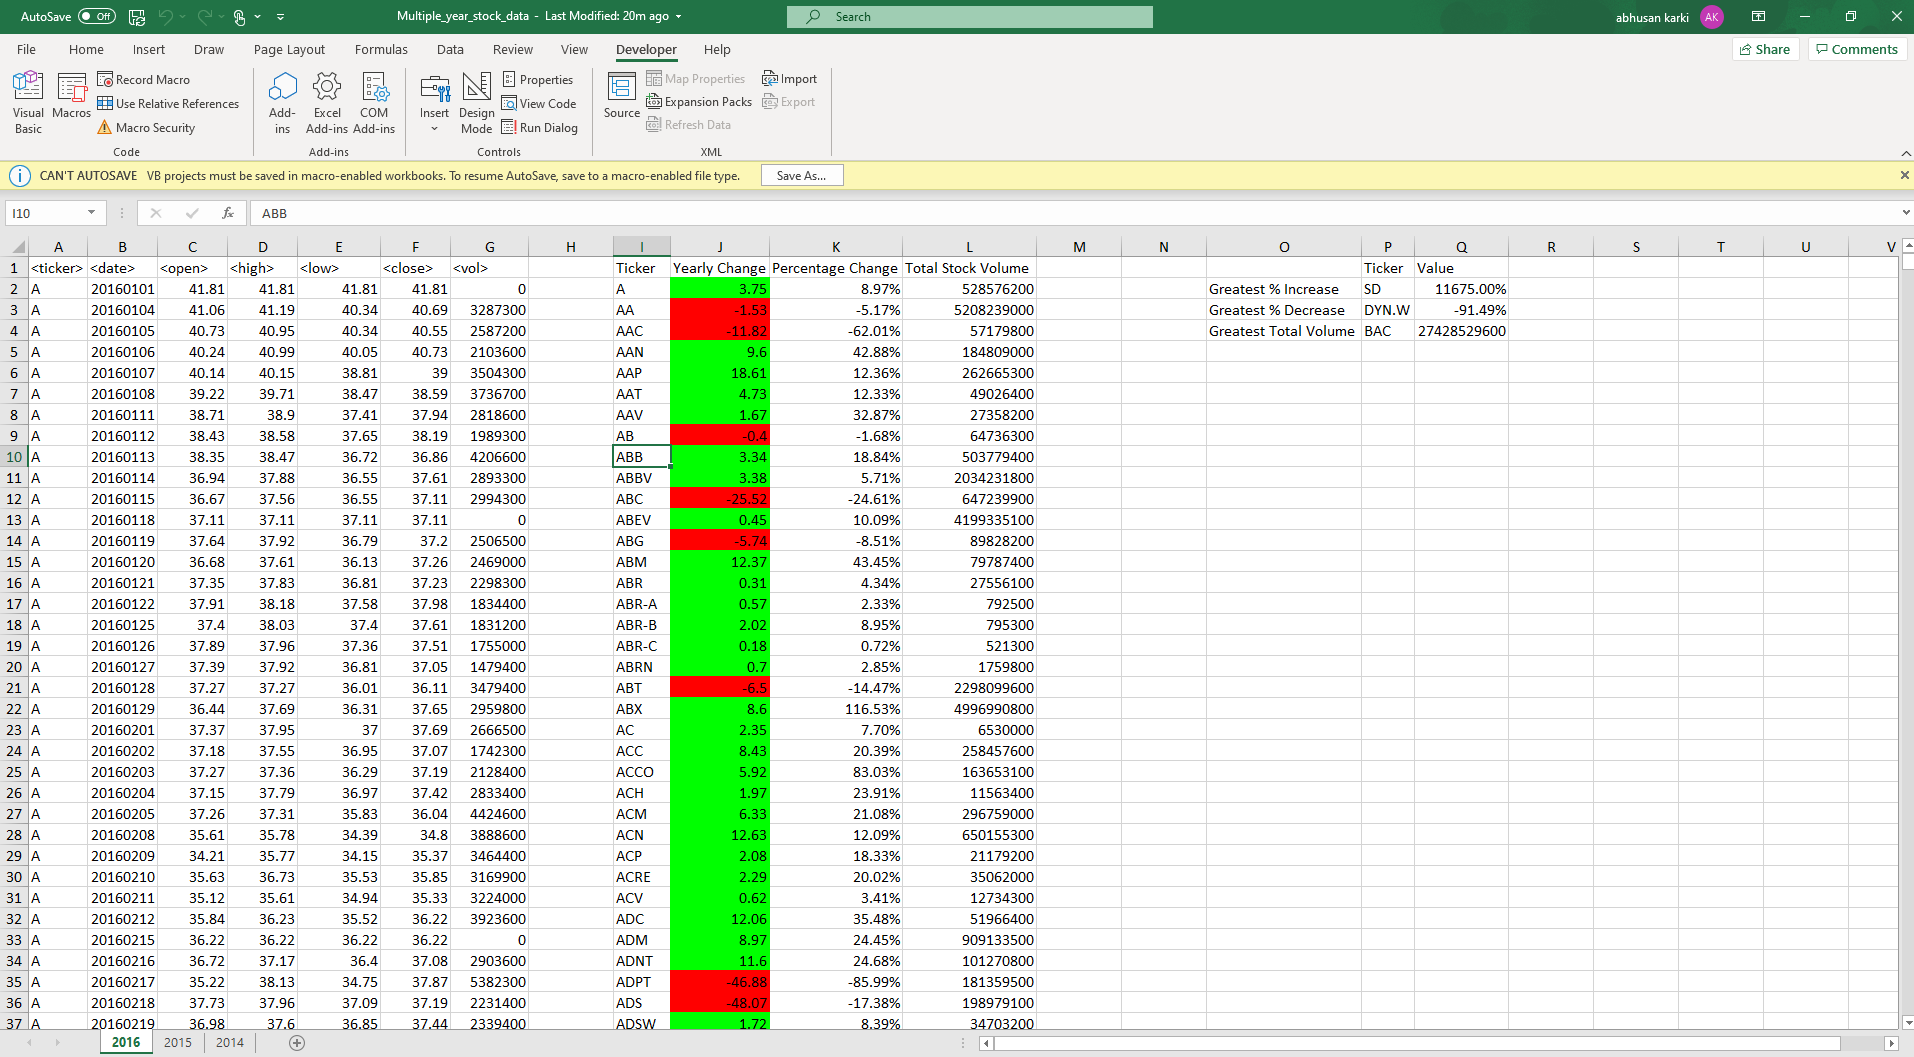 AutoSave Off Multiple_year_stock_data - Last Modified: 20m ago Search abhusan karki AK
File Home Insert Draw Page Layout Formulas Data Review View Developer Help Share Comments
Visual Basic Macros Record Macro Use Relative References Macro Security
Add-ins Excel Add-ins COM Add-ins
Insert Design Mode Properties View Code Run Dialog
Source Map Properties Expansion Packs Refresh Data Import Export
Code Add-ins Controls XML
CAN'T AUTOSAVE VB projects must be saved in macro-enabled workbooks. To resume AutoSave, save to a macro-enabled file type. Save As...
I10 fx ABB
A B C D E F G H I J K L M N O P Q R S T U V
1 <ticker> <date> <open> <high> <low> <close> <vol> Ticker Yearly Change Percentage Change Total Stock Volume Ticker Value
2 A 20160101 41.81 41.81 41.81 41.81 0 A 3.75 8.97% 528576200 Greatest % Increase SD 11675.00%
3 A 20160104 41.06 41.19 40.34 40.69 3287300 AA -1.53 -5.17% 5208239000 Greatest % Decrease DYN.W -91.49%
4 A 20160105 40.73 40.95 40.34 40.55 2587200 AAC -11.82 -62.01% 57179800 Greatest Total Volume BAC 27428529600
5 A 20160106 40.24 40.99 40.05 40.73 2103600 AAN 9.6 42.88% 184809000
6 A 20160107 40.14 40.15 38.81 39 3504300 AAP 18.61 12.36% 262665300
7 A 20160108 39.22 39.71 38.47 38.59 3736700 AAT 4.73 12.33% 49026400
8 A 20160111 38.71 38.9 37.41 37.94 2818600 AAV 1.67 32.87% 27358200
9 A 20160112 38.43 38.58 37.65 38.19 1989300 AB -0.4 -1.68% 64736300
10 A 20160113 38.35 38.47 36.72 36.86 4206600 ABB 3.34 18.84% 503779400
11 A 20160114 36.94 37.88 36.55 37.61 2893300 ABBV 3.38 5.71% 2034231800
12 A 20160115 36.67 37.56 36.55 37.11 2994300 ABC -25.52 -24.61% 647239900
13 A 20160118 37.11 37.11 37.11 37.11 0 ABEV 0.45 10.09% 4199335100
14 A 20160119 37.64 37.92 36.79 37.2 2506500 ABG -5.74 -8.51% 89828200
15 A 20160120 36.68 37.61 36.13 37.26 2469000 ABM 12.37 43.45% 79787400
16 A 20160121 37.35 37.83 36.81 37.23 2298300 ABR 0.31 4.34% 27556100
17 A 20160122 37.91 38.18 37.58 37.98 1834400 ABR-A 0.57 2.33% 792500
18 A 20160125 37.4 38.03 37.4 37.61 1831200 ABR-B 2.02 8.95% 795300
19 A 20160126 37.89 37.96 37.36 37.51 1755000 ABR-C 0.18 0.72% 521300
20 A 20160127 37.39 37.92 36.81 37.05 1479400 ABRN 0.7 2.85% 1759800
21 A 20160128 37.27 37.27 36.01 36.11 3479400 ABT -6.5 -14.47% 2298099600
22 A 20160129 36.44 37.69 36.31 37.65 2959800 ABX 8.6 116.53% 4996990800
23 A 20160201 37.37 37.95 37 37.69 2666500 AC 2.35 7.70% 6530000
24 A 20160202 37.18 37.55 36.95 37.07 1742300 ACC 8.43 20.39% 258457600
25 A 20160203 37.27 37.36 36.29 37.19 2128400 ACCO 5.92 83.03% 163653100
26 A 20160204 37.15 37.79 36.97 37.42 2833400 ACH 1.97 23.91% 11563400
27 A 20160205 37.26 37.31 35.83 36.04 4424600 ACM 6.33 21.08% 296759000
28 A 20160208 35.61 35.78 34.39 34.8 3888600 ACN 12.63 12.09% 650155300
29 A 20160209 34.21 35.77 34.15 35.37 3464400 ACP 2.08 18.33% 21179200
30 A 20160210 35.63 36.73 35.53 35.85 3169900 ACRE 2.29 20.02% 35062000
31 A 20160211 35.12 35.61 34.94 35.33 3224000 ACV 0.62 3.41% 12734300
32 A 20160212 35.84 36.23 35.52 36.22 3923600 ADC 12.06 35.48% 51966400
33 A 20160215 36.22 36.22 36.22 36.22 0 ADM 8.97 24.45% 909133500
34 A 20160216 36.72 37.17 36.4 37.08 2903600 ADNT 11.6 24.68% 101270800
35 A 20160217 35.22 38.13 34.75 37.87 5382300 ADPT -46.88 -85.99% 181359500
36 A 20160218 37.73 37.96 37.09 37.19 2231400 ADS -48.07 -17.38% 198979100
37 A 20160219 36.98 37.6 36.85 37.44 2339400 ADSW 1.72 8.39% 34703200
2016 2015 2014